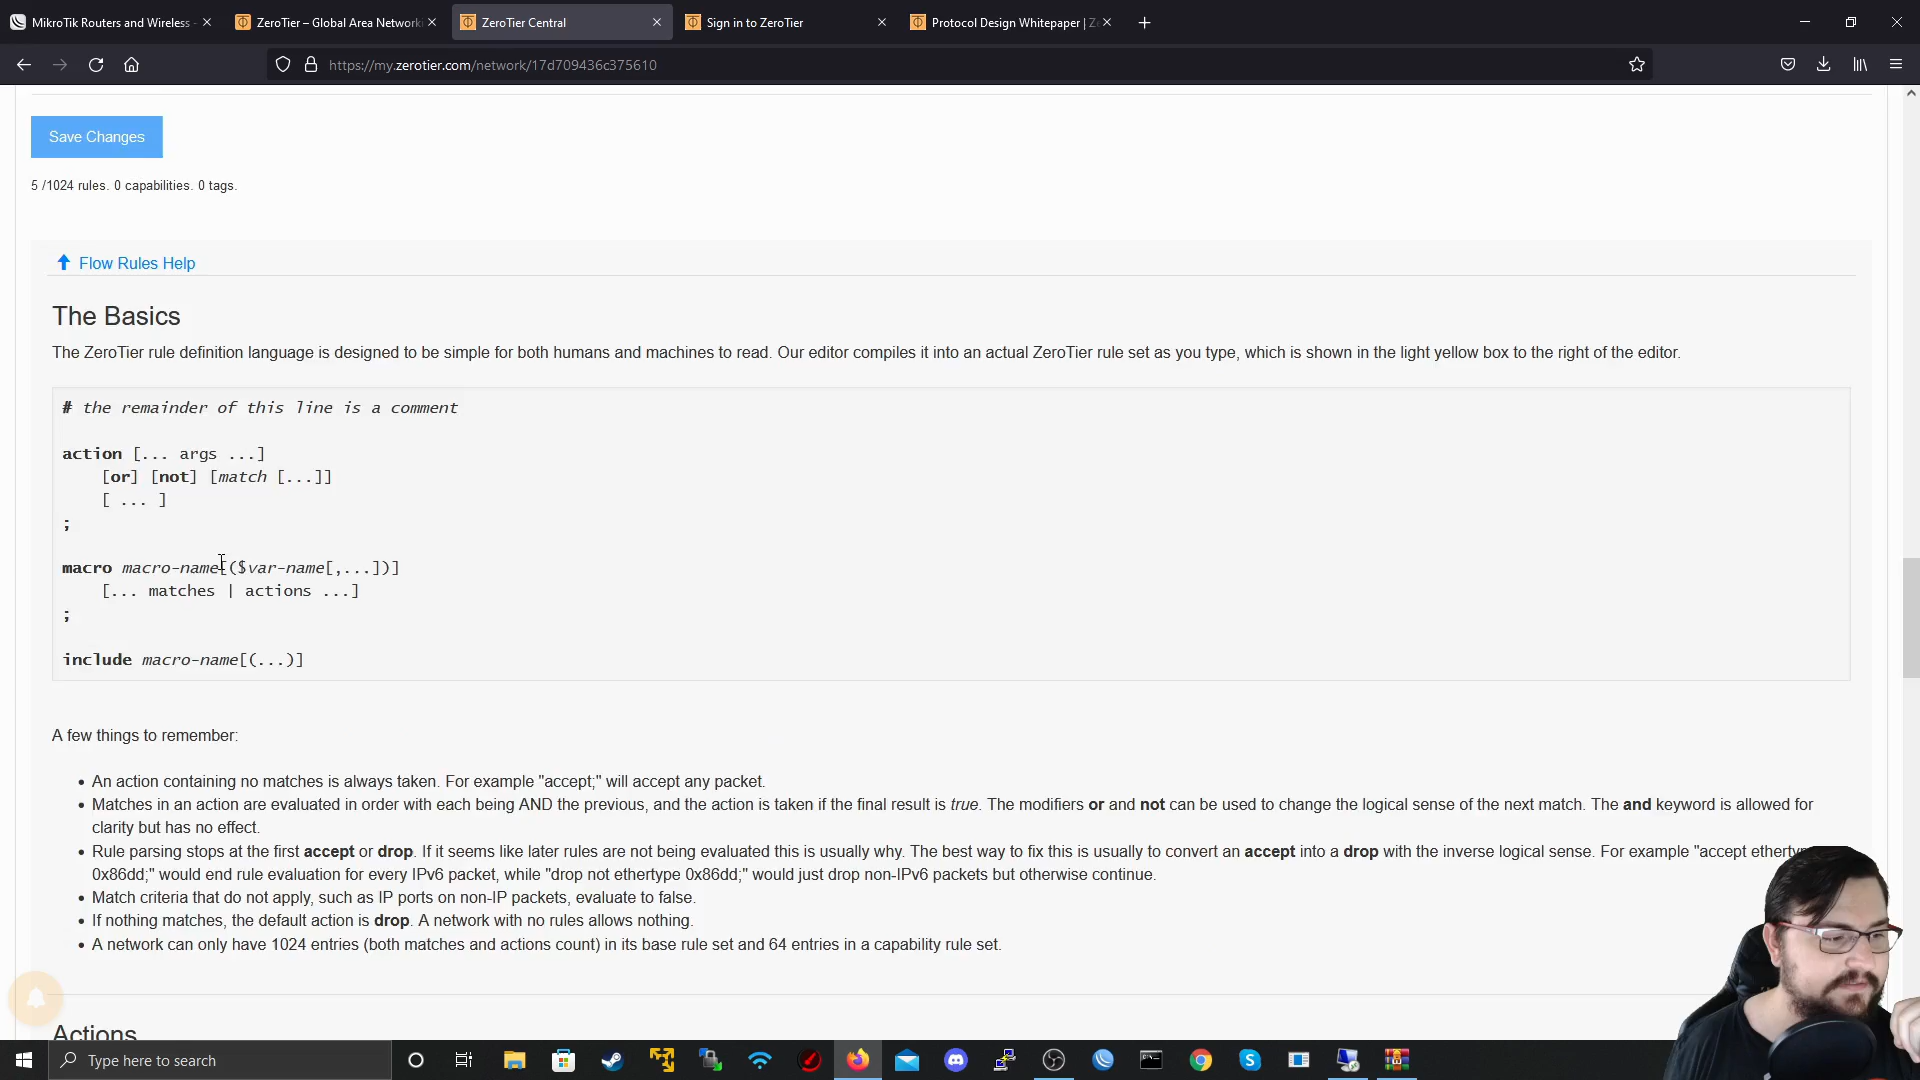 MikroTik Routers and Wireless -
ZeroTier – Global Area Networki
ZeroTier Central
Sign in to ZeroTier
Protocol Design Whitepaper | Ze
https://my.zerotier.com/network/17d709436c375610
Save Changes
5 /1024 rules. 0 capabilities. 0 tags.
Flow Rules Help
The Basics
The ZeroTier rule definition language is designed to be simple for both humans and machines to read. Our editor compiles it into an actual ZeroTier rule set as you type, which is shown in the light yellow box to the right of the editor.
# the remainder of this line is a comment
action [... args ...]
[or] [not] [match [...]]
[ ... ]
;
macro macro-name[($var-name[,...])]
[... matches | actions ...]
;
include macro-name[(...)]
A few things to remember:
• An action containing no matches is always taken. For example "accept;" will accept any packet.
• Matches in an action are evaluated in order with each being AND the previous, and the action is taken if the final result is true. The modifiers or and not can be used to change the logical sense of the next match. The and keyword is allowed for
clarity but has no effect.
• Rule parsing stops at the first accept or drop. If it seems like later rules are not being evaluated this is usually why. The best way to fix this is usually to convert an accept into a drop with the inverse logical sense. For example "accept ethertype
0x86dd;" would end rule evaluation for every IPv6 packet, while "drop not ethertype 0x86dd;" would just drop non-IPv6 packets but otherwise continue.
• Match criteria that do not apply, such as IP ports on non-IP packets, evaluate to false.
• If nothing matches, the default action is drop. A network with no rules allows nothing.
• A network can only have 1024 entries (both matches and actions count) in its base rule set and 64 entries in a capability rule set.
Actions
Type here to search